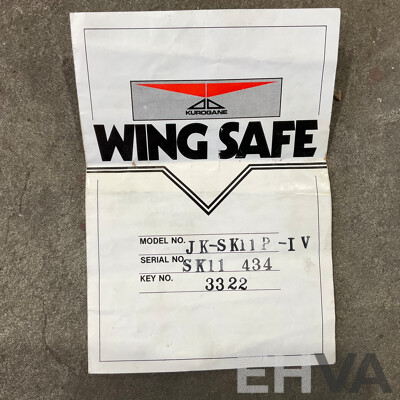 KUROGANE
WING SAFE
MODEL NO. JK-SK11P-IV
SERIAL NO. SK11 434
KEY NO. 3322
EHVA